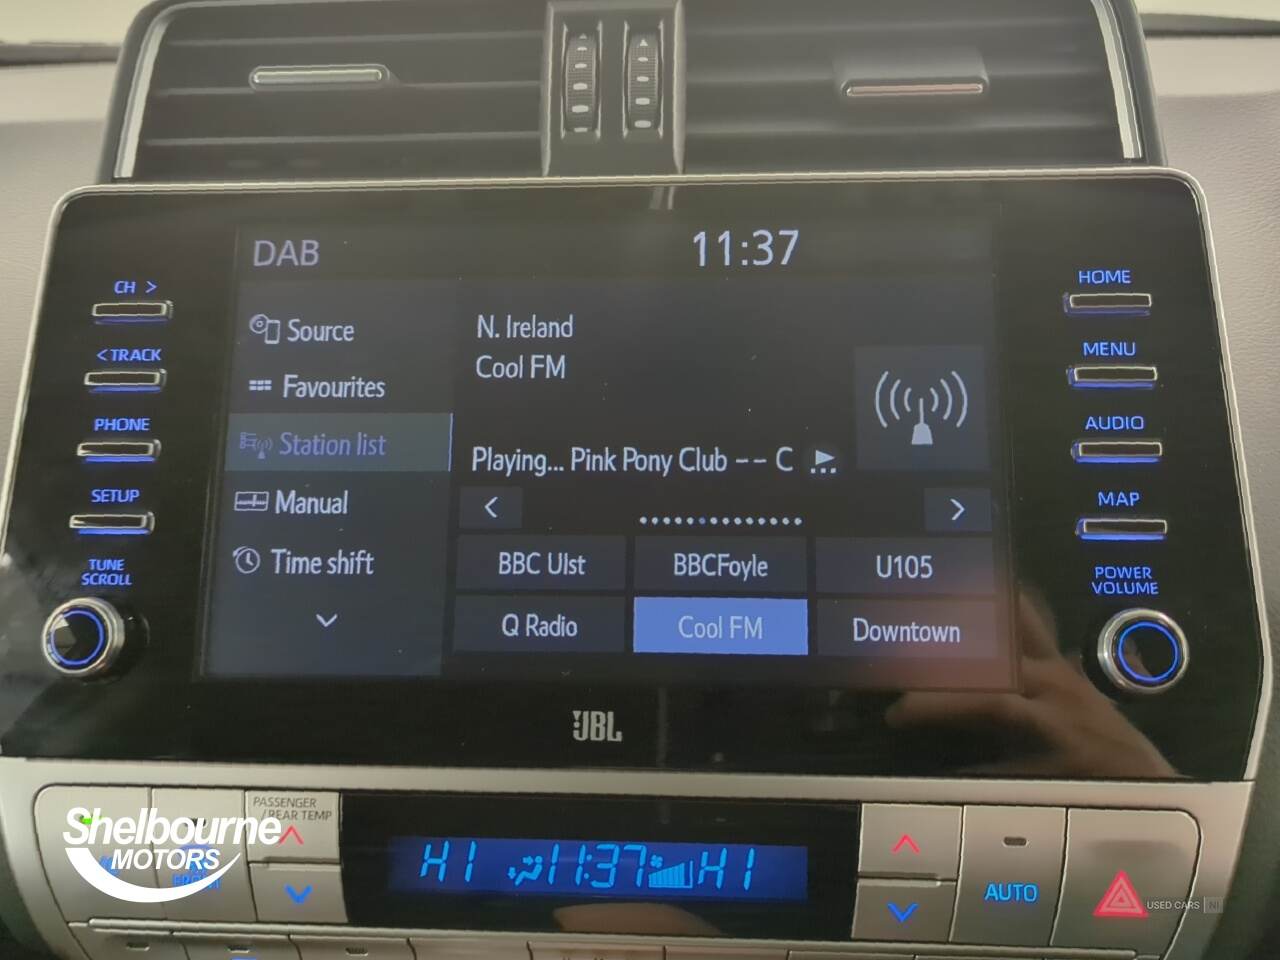 DAB
11:37
CH >
< TRACK
PHONE
SETUP
TUNE
SCROLL
Source
Favourites
Station list
Manual
Time shift
N. Ireland
Cool FM
Playing... Pink Pony Club -- C
BBC Ulst
BBCFoyle
U105
Q Radio
Cool FM
Downtown
HOME
MENU
AUDIO
MAP
POWER
VOLUME
JBL
PASSENGER
/REAR TEMP
HI 11:37 HI
AUTO
Shelbourne
MOTORS
USED CARS NI